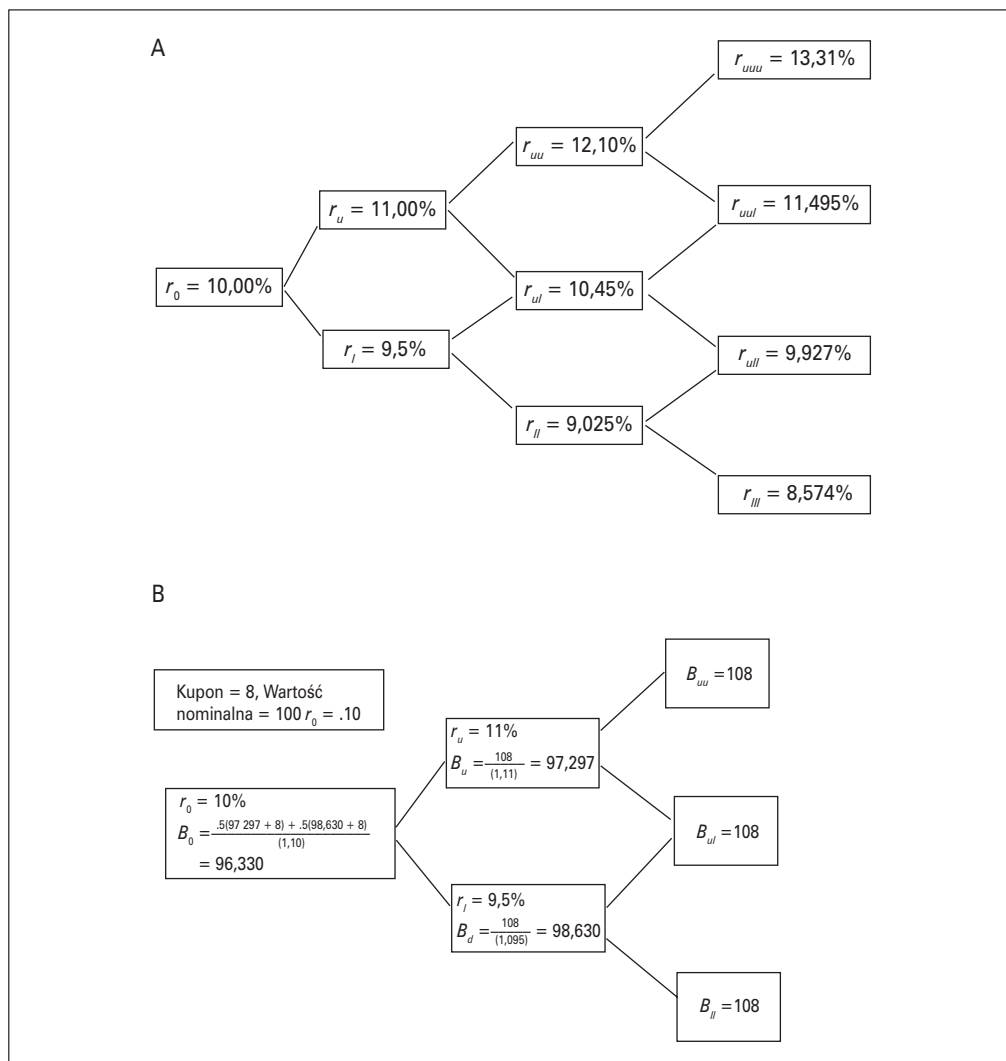 A
r_uuu = 13,31%
r_uu = 12,10%
r_u = 11,00%
r_uul = 11,495%
r_0 = 10,00%
r_ul = 10,45%
r_l = 9,5%
r_ull = 9,927%
r_ll = 9,025%
r_lll = 8,574%
B
Kupon = 8, Wartość
nominalna = 100 r_0 = .10
B_uu = 108
r_u = 11%
B_u = 108/(1,11) = 97,297
r_0 = 10%
B_0 = .5(97 297 + 8) + .5(98,630 + 8)/(1,10)
= 96,330
B_ul = 108
r_l = 9,5%
B_d = 108/(1,095) = 98,630
B_ll = 108